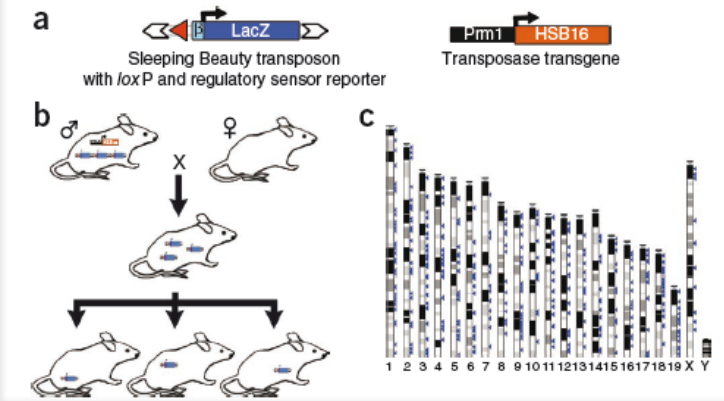 a
β LacZ
Prm1 HSB16
Sleeping Beauty transposon
with loxP and regulatory sensor reporter
Transposase transgene
b
♂
♀
X
c
1 2 3 4 5 6 7 8 9 10 11 12 13 14 15 16 17 18 19 X Y